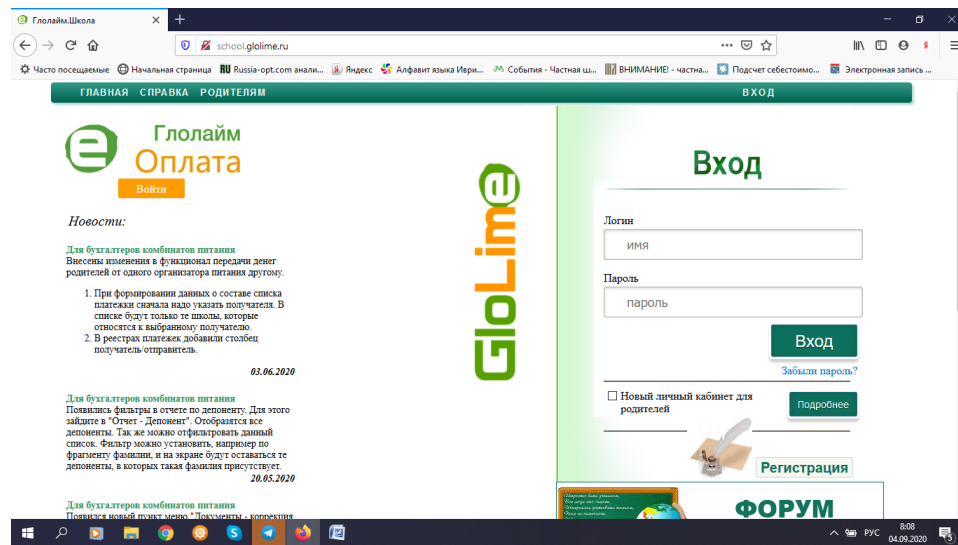 Глолайм.Школа
school.glolime.ru
Часто посещаемые Начальная страница Russia-opt.com анали... Яндекс Алфавит языка Иври... События - Частная ш... ВНИМАНИЕ! - частна... Подсчет себестоимо... Электронная запись ...
ГЛАВНАЯ СПРАВКА РОДИТЕЛЯМ ВХОД
Глолайм
Оплата
Войти
Новости:
Для бухгалтеров комбинатов питания
Внесены изменения в функционал передачи денег
родителей от одного организатора питания другому.
1. При формировании данных о составе списка
платежки сначала надо указать получателя. В
списке будут только те школы, которые
относятся к выбранному получателю.
2. В реестрах платежек добавили столбец
получатель/отправитель.
03.06.2020
Для бухгалтеров комбинатов питания
Появились фильтры в отчете по депоненту. Для этого
зайдите в "Отчет - Депонент". Отобразятся все
депоненты. Так же можно отфильтровать данный
список. Фильтр можно установить, например по
фрагменту фамилии, и на экране будут оставаться те
депоненты, в которых такая фамилия присутствует.
20.05.2020
Для бухгалтеров комбинатов питания
Появился новый пункт меню "Документы - коррекция
GloLime
Вход
Логин
имя
Пароль
пароль
Вход
Забыли пароль?
Новый личный кабинет для
родителей
Подробнее
Регистрация
ФОРУМ
РУС
8:08
04.09.2020
5